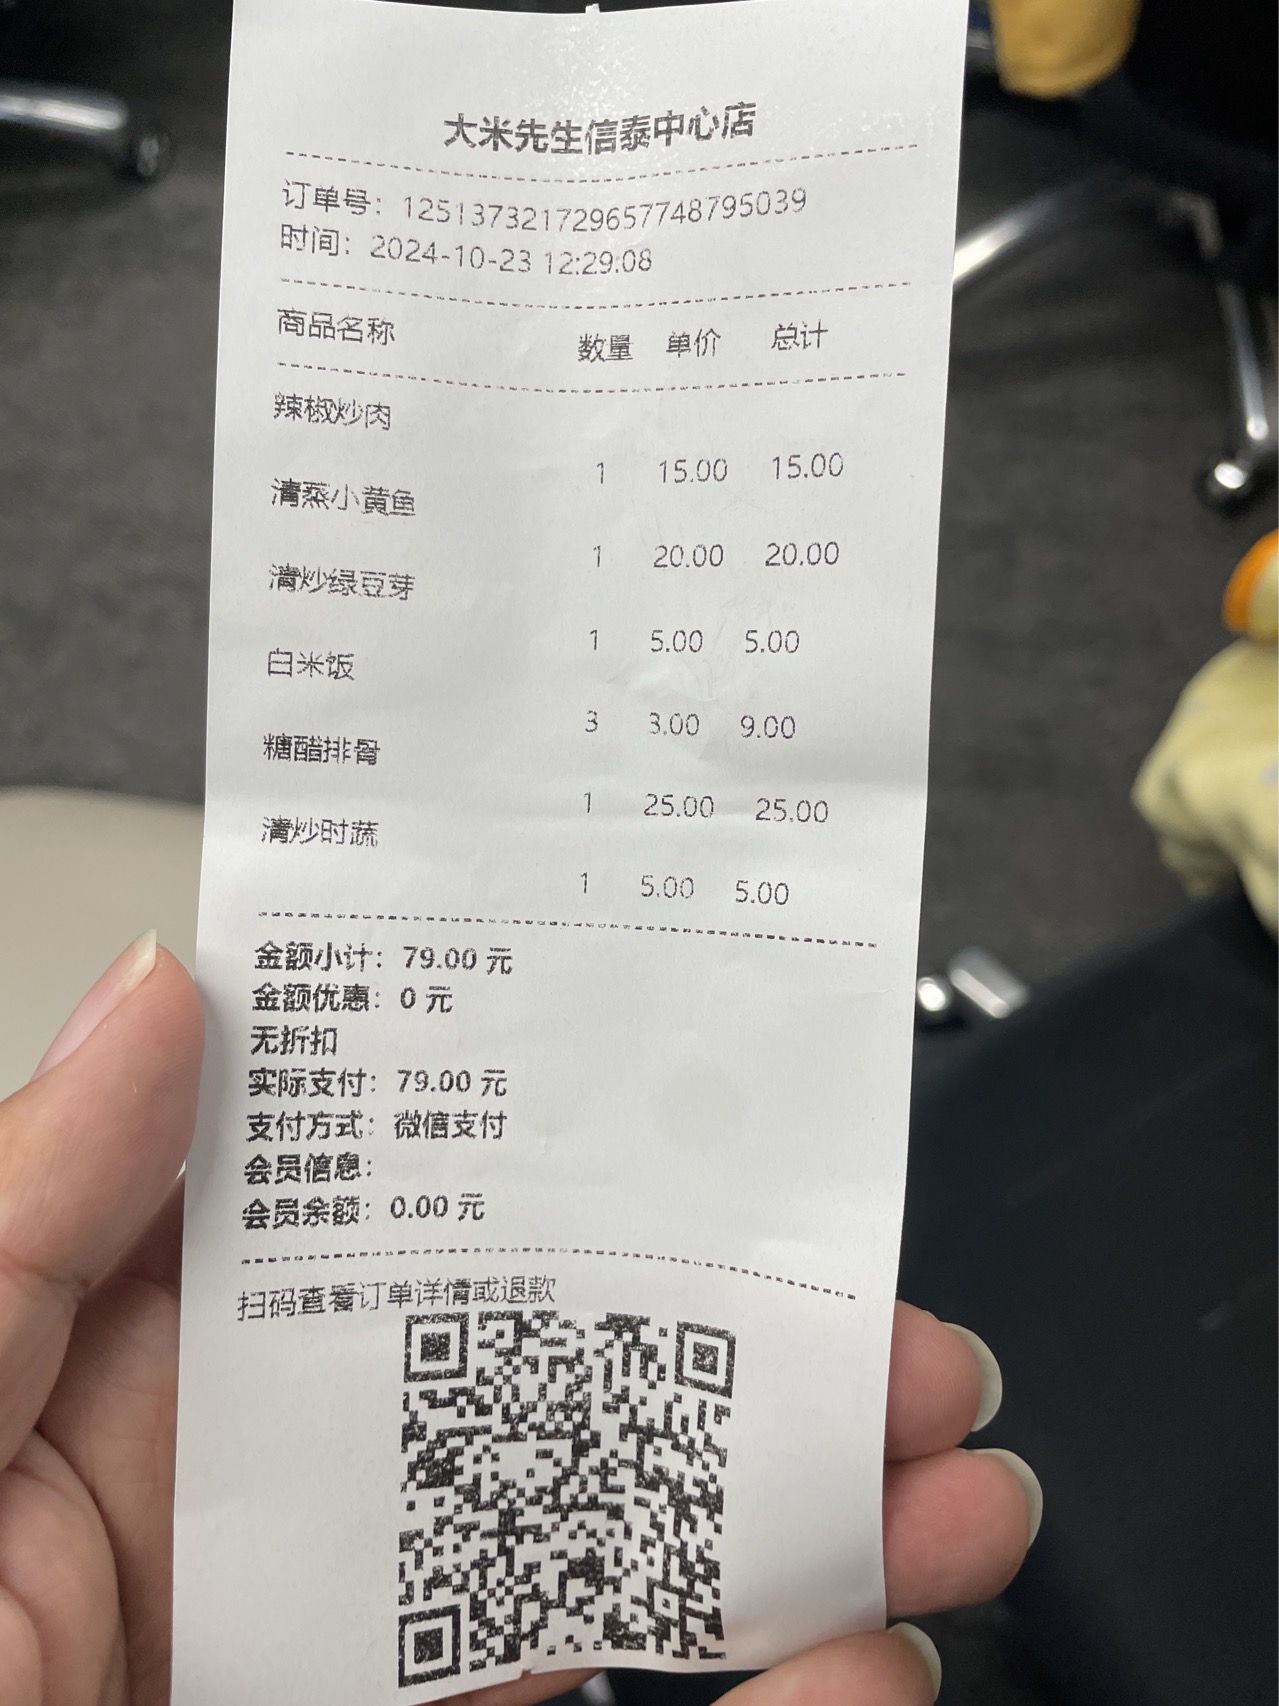 大米先生信泰中心店
订单号：125137321729657748795039
时间：2024-10-23 12:29:08
商品名称 数量 单价 总计
辣椒炒肉
1 15.00 15.00
清蒸小黄鱼
1 20.00 20.00
清炒绿豆芽
1 5.00 5.00
白米饭
3 3.00 9.00
糖醋排骨
1 25.00 25.00
清炒时蔬
1 5.00 5.00
金额小计：79.00 元
金额优惠：0 元
无折扣
实际支付：79.00 元
支付方式：微信支付
会员信息：
会员余额：0.00 元
扫码查看订单详情或退款